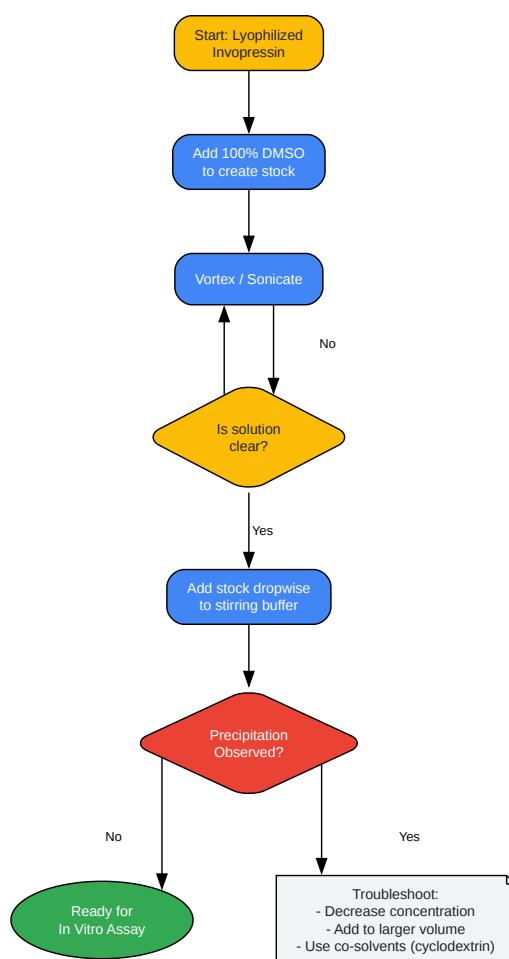 Start: Lyophilized
Invopressin
Add 100% DMSO
to create stock
Vortex / Sonicate
No
Is solution
clear?
Yes
Add stock dropwise
to stirring buffer
Precipitation
Observed?
No
Yes
Ready for
In Vitro Assay
Troubleshoot:
- Decrease concentration
- Add to larger volume
- Use co-solvents (cyclodextrin)